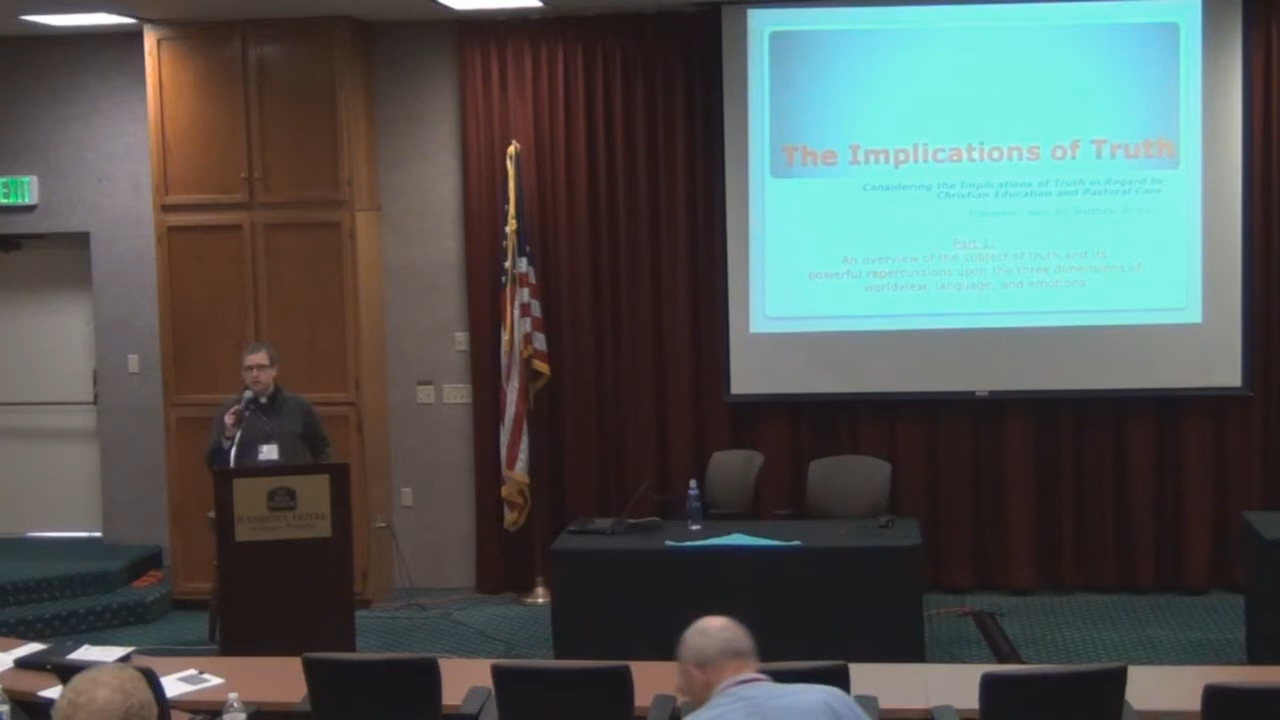 EXIT
The Implications of Truth
Considering the Implications of Truth in Regard to
Christian Education and Pastoral Care
Part 1
An overview of the subject of truth and its
powerful repercussions upon the three dimensions of
worldview, language, and emotions
HOTEL